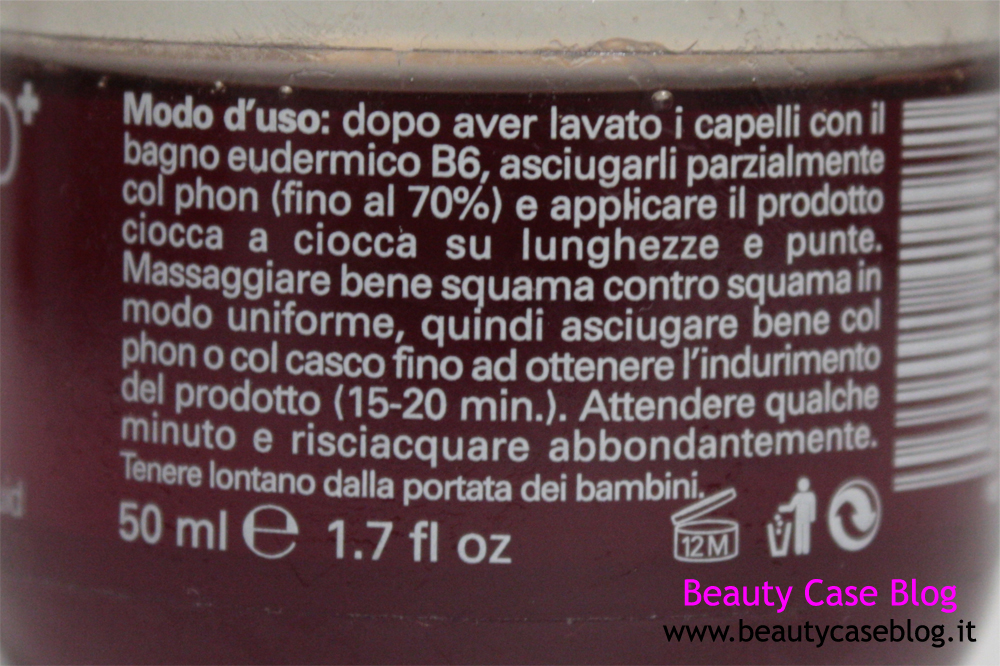 Modo d'uso: dopo aver lavato i capelli con il
bagno eudermico B6, asciugarli parzialmente
col phon (fino al 70%) e applicare il prodotto
ciocca a ciocca su lunghezze e punte.
Massaggiare bene squama contro squama in
modo uniforme, quindi asciugare bene col
phon o col casco fino ad ottenere l'indurimento
del prodotto (15-20 min.). Attendere qualche
minuto e risciacquare abbondantemente.
Tenere lontano dalla portata dei bambini.
50 ml e 1.7 fl oz
12M
Beauty Case Blog
www.beautycaseblog.it